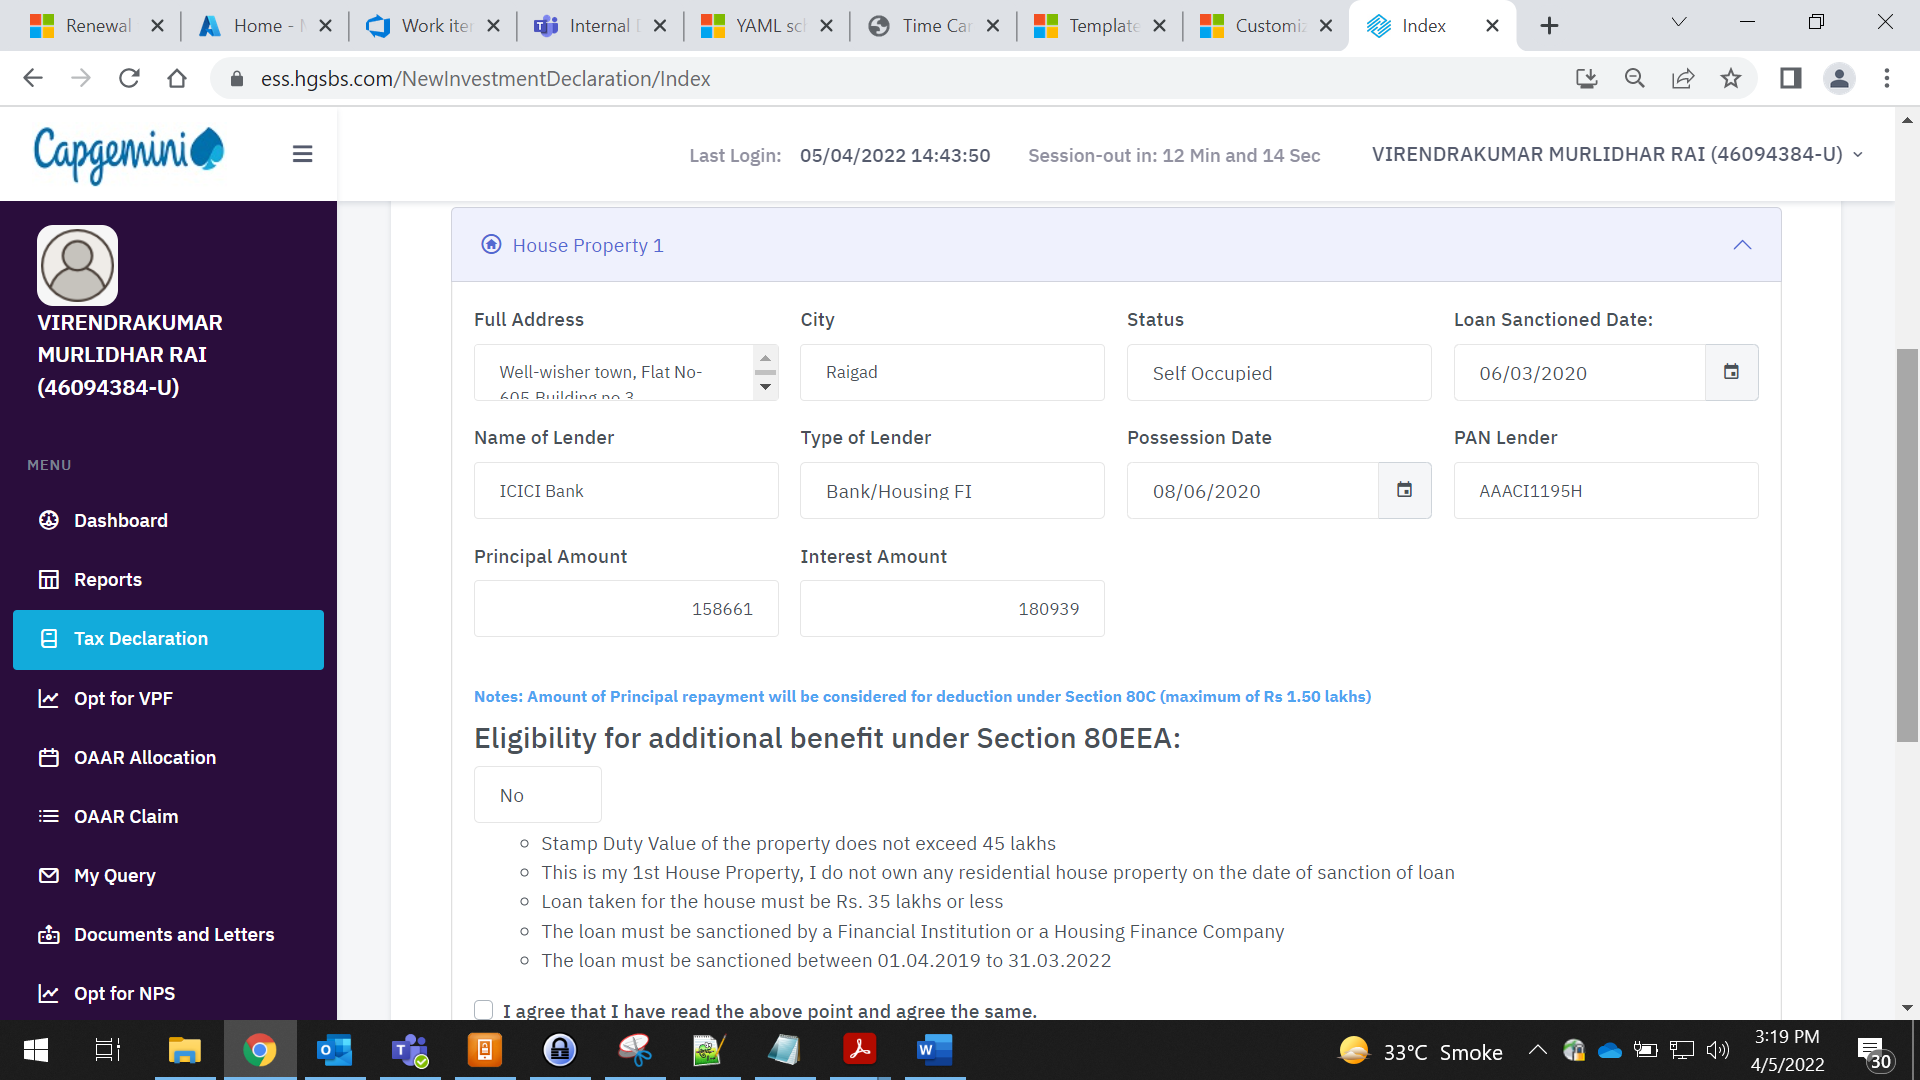 Renewal
Home - M
Work iter
Internal
YAML sch
Time Car
Template
Customiz
Index
ess.hgsbs.com/NewInvestmentDeclaration/Index
Capgemini
Last Login: 05/04/2022 14:43:50
Session-out in: 12 Min and 14 Sec
VIRENDRAKUMAR MURLIDHAR RAI (46094384-U)
VIRENDRAKUMAR
MURLIDHAR RAI
(46094384-U)
MENU
Dashboard
Reports
Tax Declaration
Opt for VPF
OAAR Allocation
OAAR Claim
My Query
Documents and Letters
Opt for NPS
House Property 1
Full Address
City
Status
Loan Sanctioned Date:
Well-wisher town, Flat No-
605 Building no 3
Raigad
Self Occupied
06/03/2020
Name of Lender
Type of Lender
Possession Date
PAN Lender
ICICI Bank
Bank/Housing FI
08/06/2020
AAACI1195H
Principal Amount
Interest Amount
158661
180939
Notes: Amount of Principal repayment will be considered for deduction under Section 80C (maximum of Rs 1.50 lakhs)
Eligibility for additional benefit under Section 80EEA:
No
Stamp Duty Value of the property does not exceed 45 lakhs
This is my 1st House Property, I do not own any residential house property on the date of sanction of loan
Loan taken for the house must be Rs. 35 lakhs or less
The loan must be sanctioned by a Financial Institution or a Housing Finance Company
The loan must be sanctioned between 01.04.2019 to 31.03.2022
I agree that I have read the above point and agree the same.
33°C Smoke
3:19 PM
4/5/2022
30